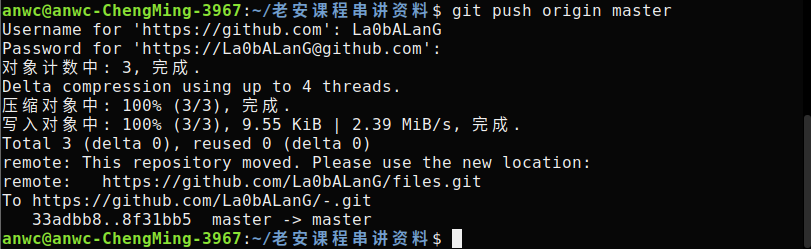 anwc@anwc-ChengMing-3967:~/老安课程串讲资料$ git push origin master
Username for 'https://github.com': La0bALanG
Password for 'https://La0bALanG@github.com':
对象计数中: 3, 完成.
Delta compression using up to 4 threads.
压缩对象中: 100% (3/3), 完成.
写入对象中: 100% (3/3), 9.55 KiB | 2.39 MiB/s, 完成.
Total 3 (delta 0), reused 0 (delta 0)
remote: This repository moved. Please use the new location:
remote:   https://github.com/La0bALanG/files.git
To https://github.com/La0bALanG/-.git
   33adbb8..8f31bb5  master -> master
anwc@anwc-ChengMing-3967:~/老安课程串讲资料$